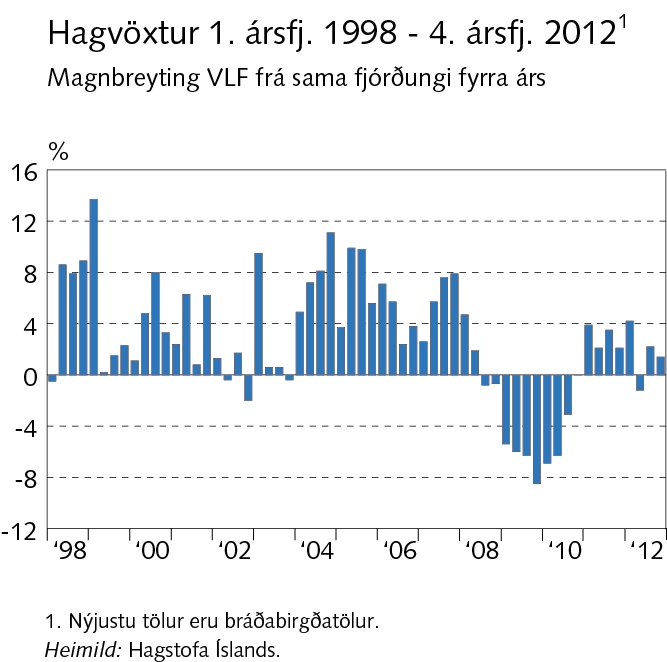 Hagvöxtur 1. ársfj. 1998 - 4. ársfj. 2012¹
Magnbreyting VLF frá sama fjórðungi fyrra árs
%
16
12
8
4
0
-4
-8
-12
‘98 ‘00 ‘02 ‘04 ‘06 ‘08 ‘10 ‘12
1. Nýjustu tölur eru bráðabirgðatölur.
Heimild: Hagstofa Íslands.